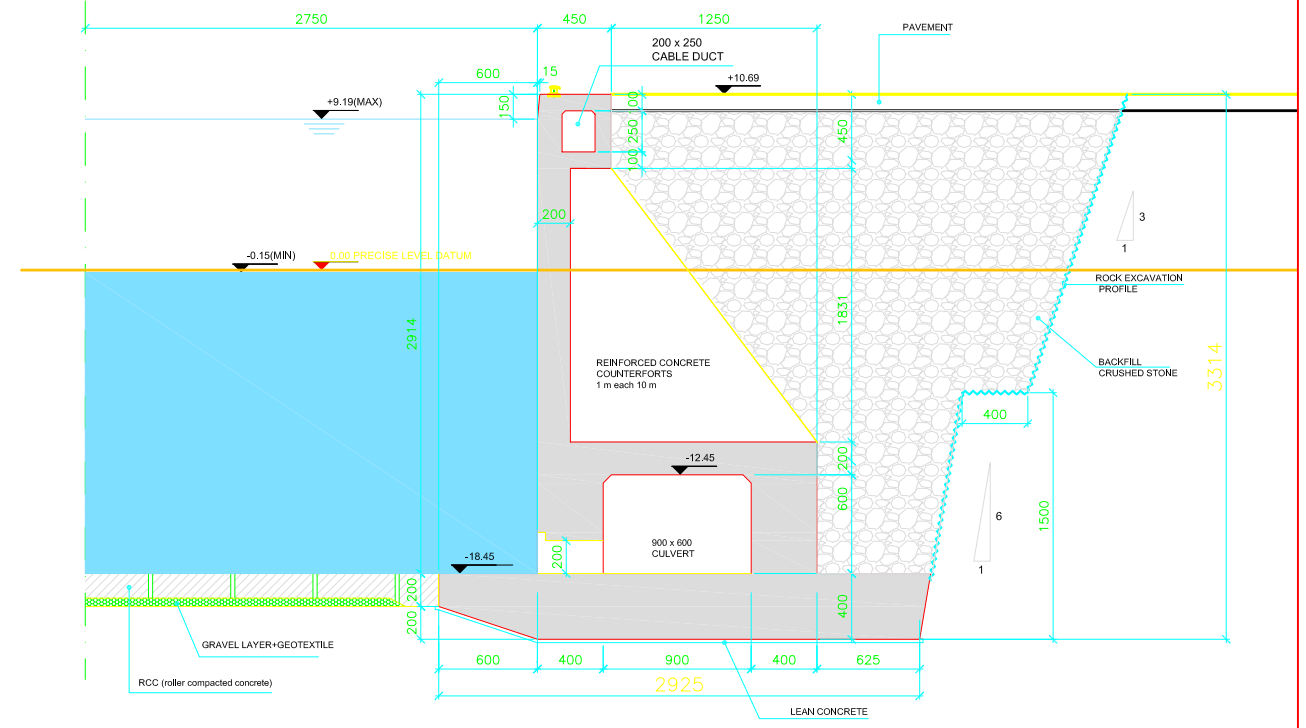 2750
450
1250
PAVEMENT
200 x 250
CABLE DUCT
600
15
+10.69
+9.19(MAX)
150
100
250
100
450
200
3
1
-0.15(MIN)
0.00 PRECISE LEVEL DATUM
ROCK EXCAVATION
PROFILE
2914
1831
3314
REINFORCED CONCRETE
COUNTERFORTS
1 m each 10 m
BACKFILL
CRUSHED STONE
400
-12.45
200
600
1500
6
1
900 x 600
CULVERT
200
-18.45
200
200
400
GRAVEL LAYER+GEOTEXTILE
600
400
900
400
625
RCC (roller compacted concrete)
2925
LEAN CONCRETE